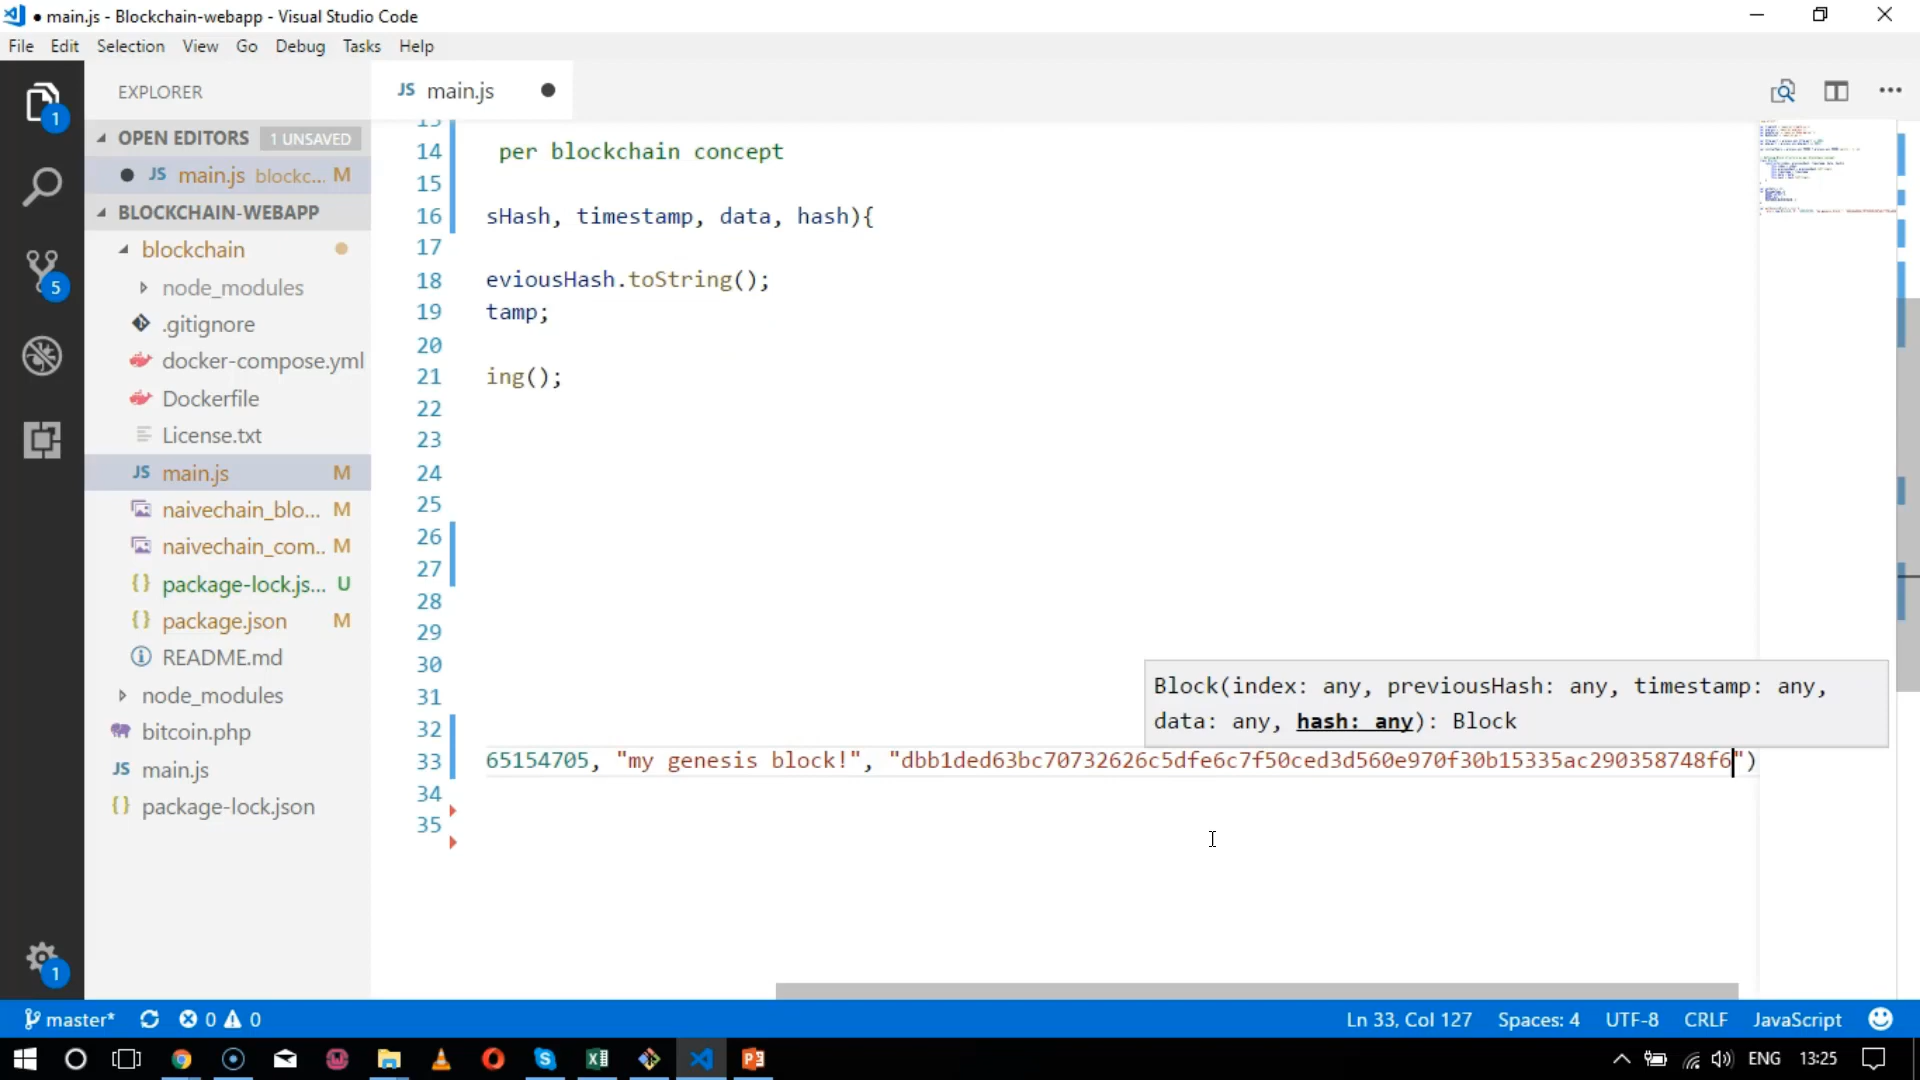 main.js - Blockchain-webapp - Visual Studio Code
File Edit Selection View Go Debug Tasks Help
EXPLORER
JS main.js
OPEN EDITORS 1 UNSAVED
JS main.js blockc... M
BLOCKCHAIN-WEBAPP
blockchain
node_modules
.gitignore
docker-compose.yml
Dockerfile
License.txt
JS main.js M
naivechain_blo... M
naivechain_com.. M
{} package-lock.js... U
{} package.json M
README.md
node_modules
bitcoin.php
JS main.js
{} package-lock.json
1
5
1
14 per blockchain concept
15
16 sHash, timestamp, data, hash){
17
18 eviousHash.toString();
19 tamp;
20
21 ing();
22
23
24
25
26
27
28
29
30
31
32
Block(index: any, previousHash: any, timestamp: any,
data: any, hash: any): Block
33 65154705, "my genesis block!", "dbb1ded63bc70732626c5dfe6c7f50ced3d560e970f30b15335ac290358748f6")
34
35
master* 0 0 Ln 33, Col 127 Spaces: 4 UTF-8 CRLF JavaScript
ENG 13:25